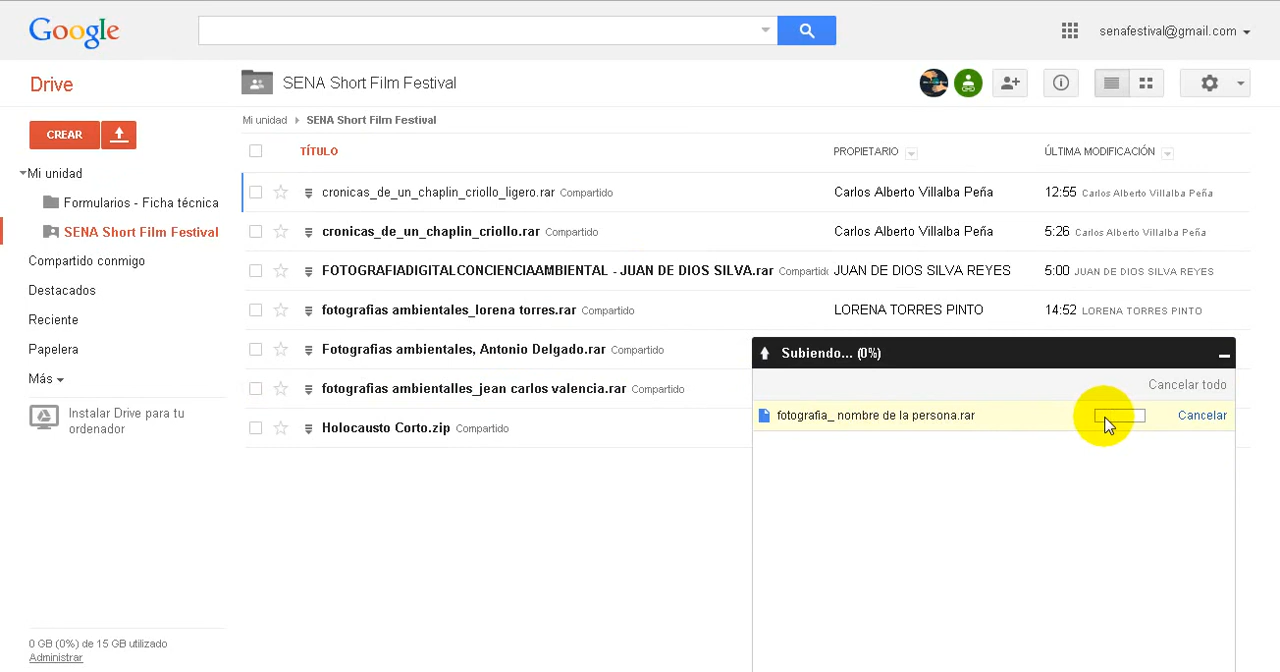 Google
senafestival@gmail.com
Drive
SENA Short Film Festival
CREAR
Mi unidad SENA Short Film Festival
TÍTULO PROPIETARIO ÚLTIMA MODIFICACIÓN
Mi unidad
Formularios - Ficha técnica
SENA Short Film Festival
Compartido conmigo
Destacados
Reciente
Papelera
Más
Instalar Drive para tu
ordenador
cronicas_de_un_chaplin_criollo_ligero.rar Compartido Carlos Alberto Villalba Peña 12:55 Carlos Alberto Villalba Peña
cronicas_de_un_chaplin_criollo.rar Compartido Carlos Alberto Villalba Peña 5:26 Carlos Alberto Villalba Peña
FOTOGRAFIADIGITALCONCIENCIAAMBIENTAL - JUAN DE DIOS SILVA.rar Compartido JUAN DE DIOS SILVA REYES 5:00 JUAN DE DIOS SILVA REYES
fotografias ambientales_lorena torres.rar Compartido LORENA TORRES PINTO 14:52 LORENA TORRES PINTO
Fotografias ambientales, Antonio Delgado.rar Compartido
fotografias ambientalles_jean carlos valencia.rar Compartido
Holocausto Corto.zip Compartido
Subiendo... (0%)
Cancelar todo
fotografia_ nombre de la persona.rar Cancelar
0 GB (0%) de 15 GB utilizado
Administrar